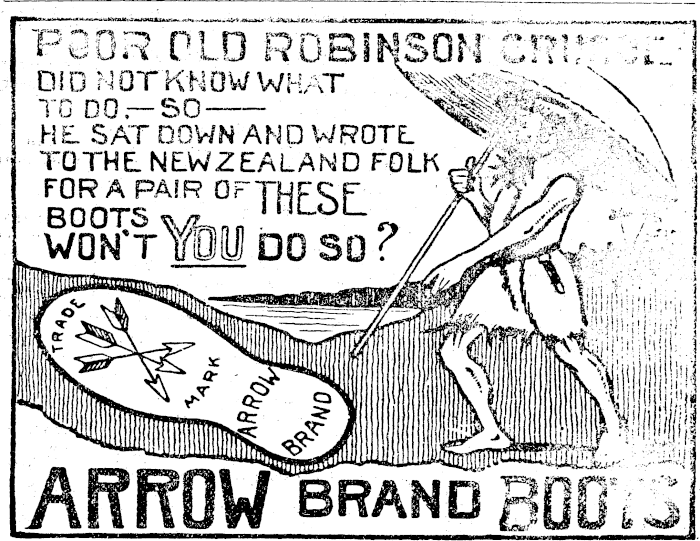 POOR OLD ROBINSON CRUSOE
DID NOT KNOW WHAT
TO DO.—SO—
HE SAT DOWN AND WROTE
TO THE NEW ZEALAND FOLK
FOR A PAIR OF THESE
BOOTS
WON'T YOU DO SO?
TRADE
MARK
ARROW
BRAND
ARROW BRAND BOOTS